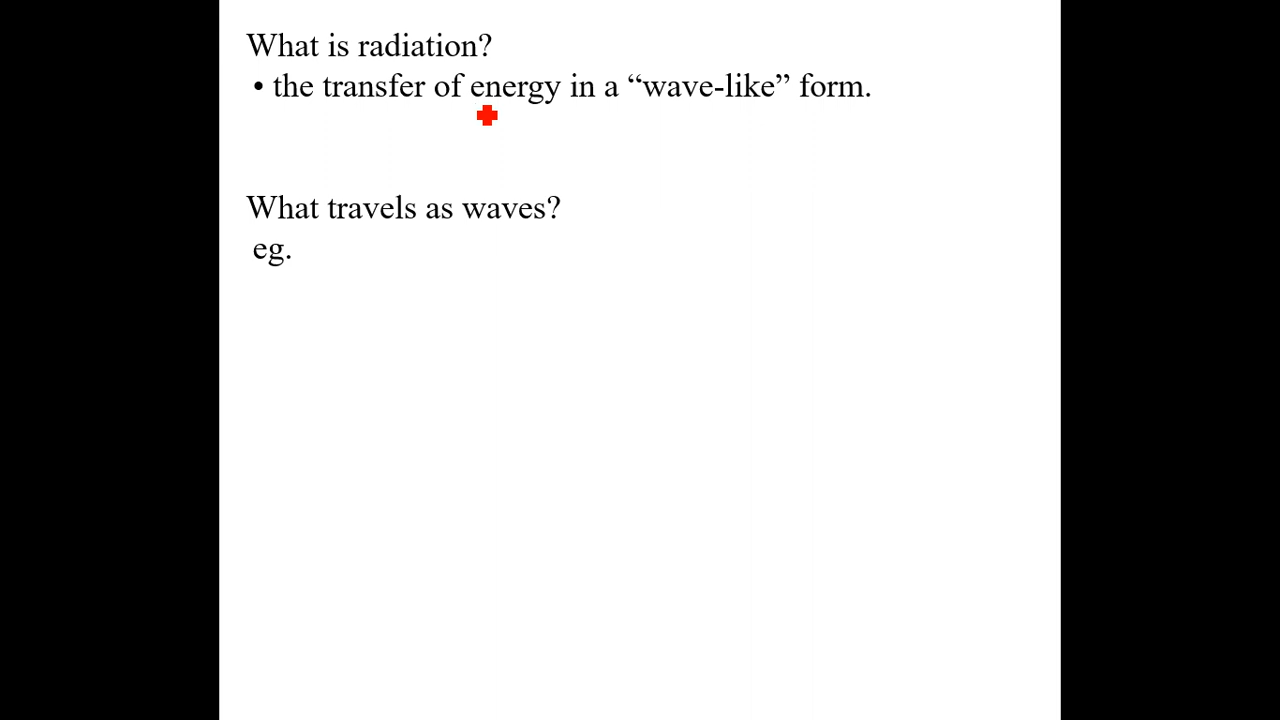 What is radiation?
• the transfer of energy in a “wave-like” form.
What travels as waves?
eg.